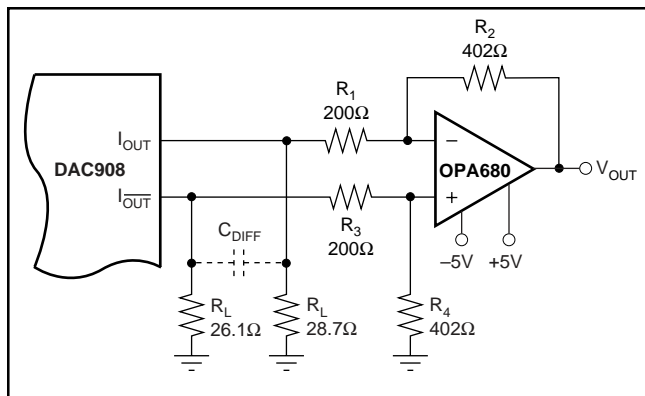 R2
402Ω
R1
200Ω
IOUT
−
DAC908
OPA680
VOUT
IOUT
+
R3
200Ω
CDIFF
–5V +5V
RL
26.1Ω
RL
28.7Ω
R4
402Ω